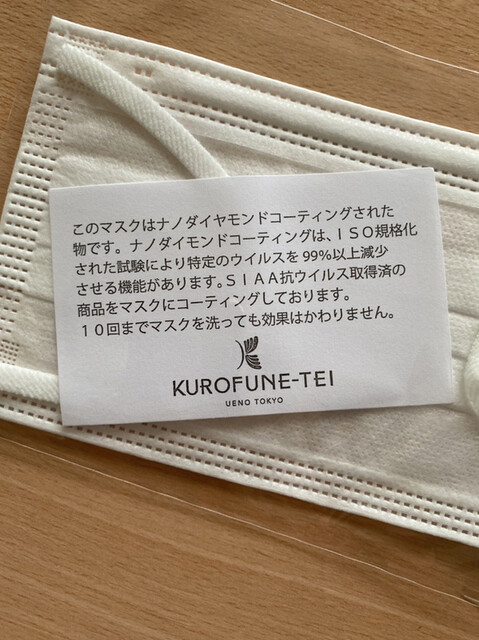 このマスクはナノダイヤモンドコーティングされた
物です。ナノダイモンドコーティングは、ＩＳＯ規格化
された試験により特定のウイルスを99%以上減少
させる機能があります。ＳＩＡＡ抗ウイルス取得済の
商品をマスクにコーティングしております。
１０回までマスクを洗っても効果はかわりません。
KUROFUNE-TEI
UENO TOKYO